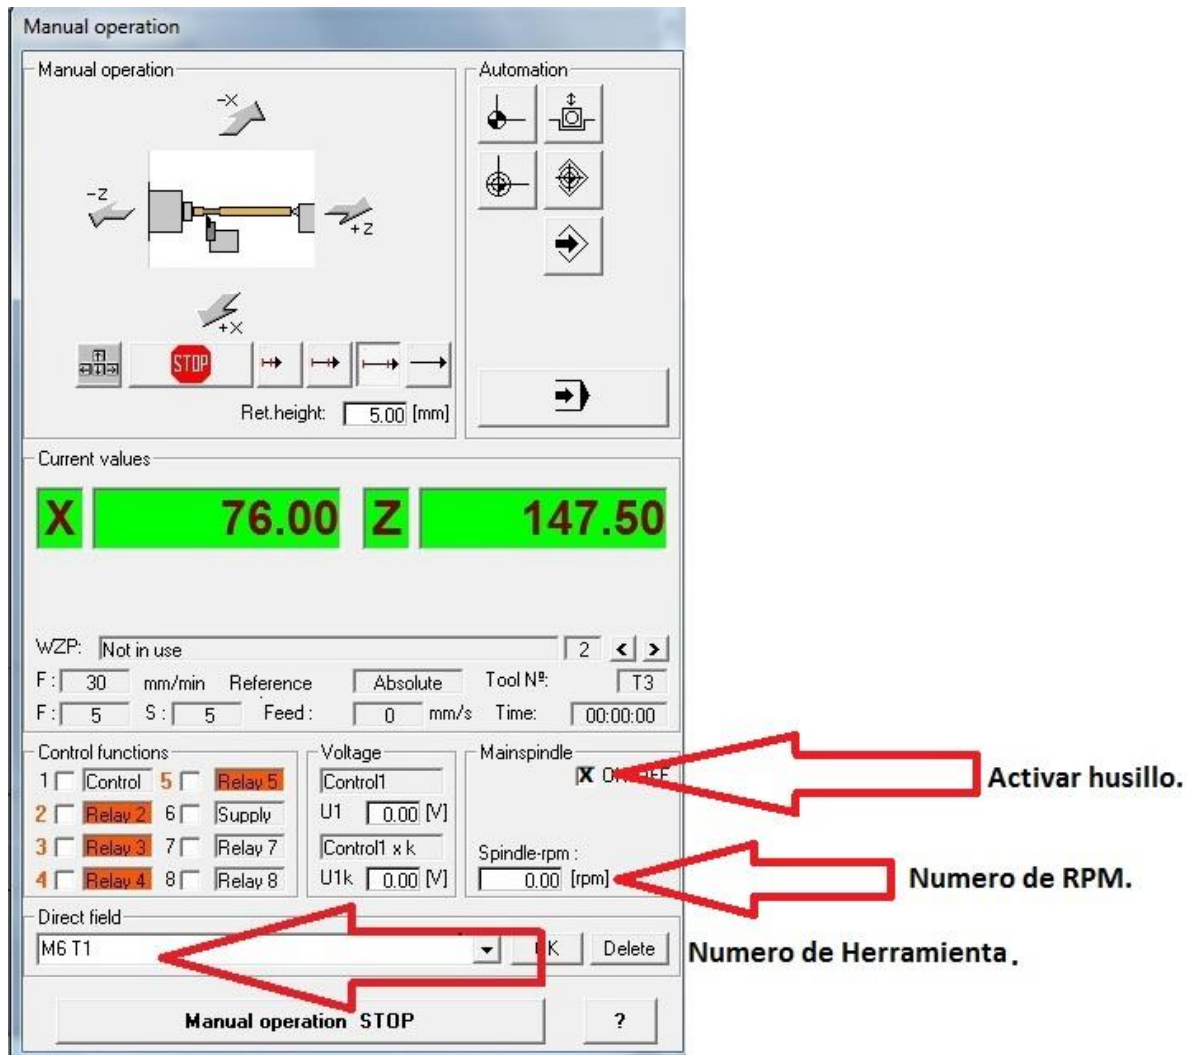 Manual operation
Manual operation
Automation
-X
-Z
+Z
+X
STOP
Ret.height: 5.00 [mm]
Current values
X 76.00 Z 147.50
WZP: Not in use 2 < >
F: 30 mm/min Reference Absolute Tool Nº: T3
F: 5 S: 5 Feed: 0 mm/s Time: 00:00:00
Control functions
1 Control 5 Relay 5
2 Relay 2 6 Supply
3 Relay 3 7 Relay 7
4 Relay 4 8 Relay 8
Voltage
Control1
U1 0.00 [V]
Control1 x k
U1k 0.00 [V]
Mainspindle
X
Activar husillo.
Spindle-rpm :
0.00 [rpm]
Numero de RPM.
Direct field
M6 T1 Delete
Numero de Herramienta.
Manual operation STOP ?